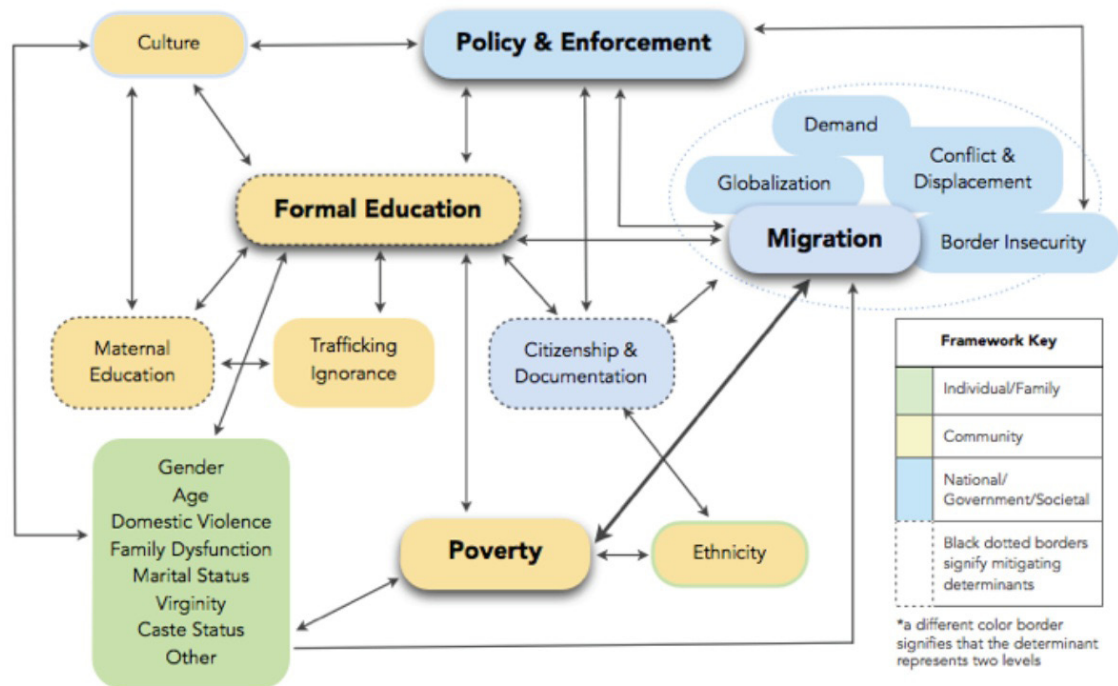 Culture
Policy & Enforcement
Demand
Conflict &
Displacement
Globalization
Formal Education
Migration
Border Insecurity
Maternal
Education
Trafficking
Ignorance
Citizenship &
Documentation
Gender
Age
Domestic Violence
Family Dysfunction
Marital Status
Virginity
Caste Status
Other
Poverty
Ethnicity
Framework Key
Individual/Family
Community
National/
Government/Societal
Black dotted borders
signify mitigating
determinants
*a different color border
signifies that the determinant
represents two levels